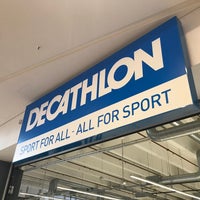 DECATHLON
SPORT FOR ALL - ALL FOR SPORT